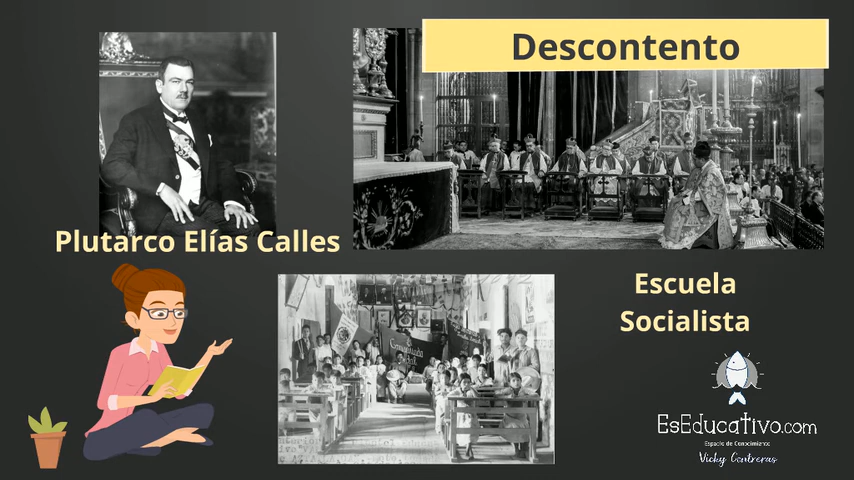 Descontento
Plutarco Elías Calles
Escuela
Socialista
EsEducativo.com
Espacio de Conocimiento
Vicky Contreras